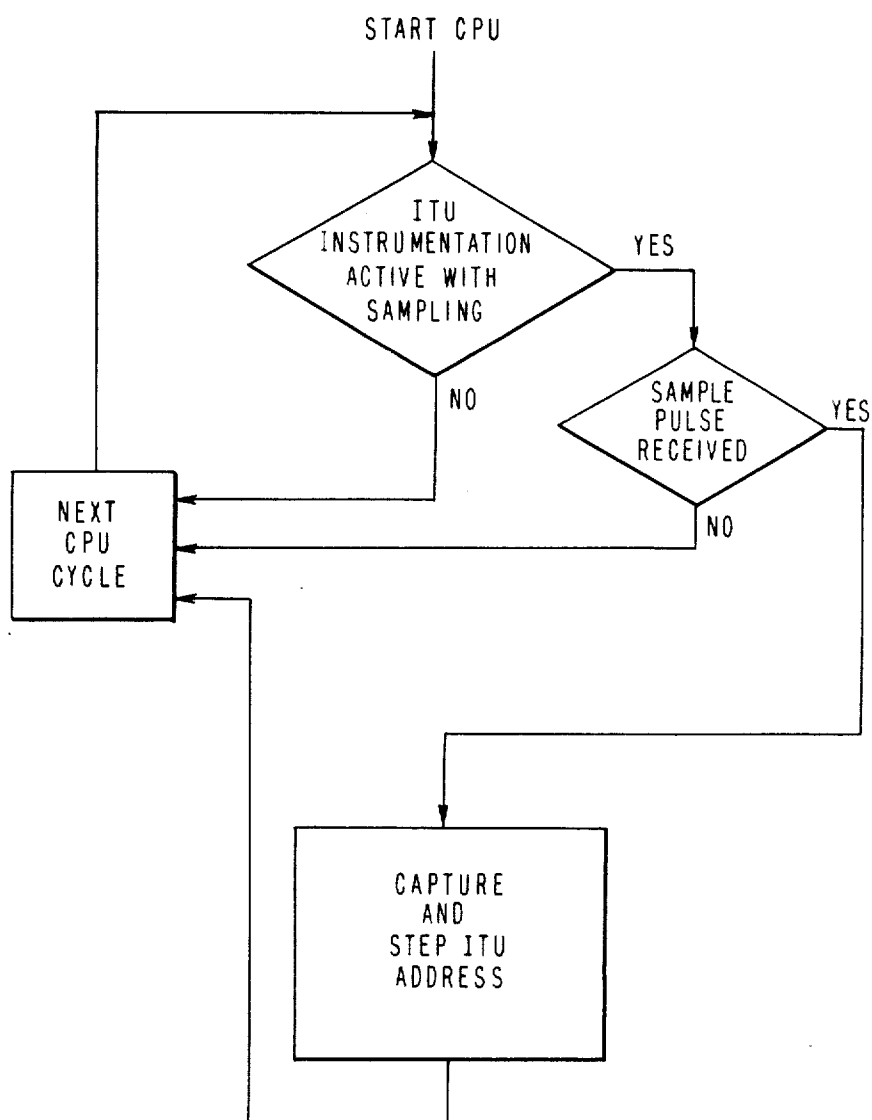 START CPU
ITU
INSTRUMENTATION
ACTIVE WITH
SAMPLING
YES
NO
SAMPLE
PULSE
RECEIVED
YES
NO
NEXT
CPU
CYCLE
CAPTURE
AND
STEP ITU
ADDRESS